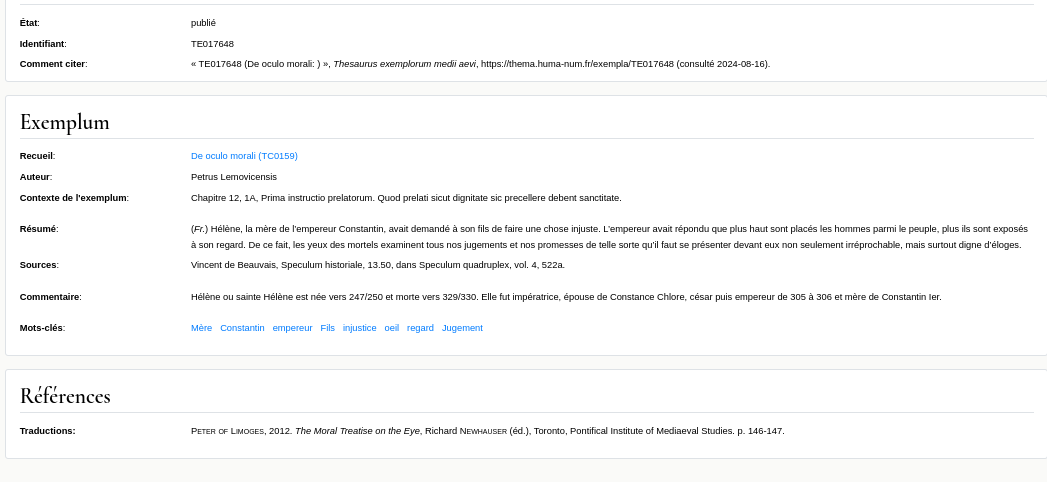 État: publié
Identifiant: TE017648
Comment citer: « TE017648 (De oculo morali: ) », Thesaurus exemplorum medii aevi, https://thema.huma-num.fr/exempla/TE017648 (consulté 2024-08-16).
Exemplum
Recueil: De oculo morali (TC0159)
Auteur: Petrus Lemovicensis
Contexte de l'exemplum: Chapitre 12, 1A, Prima instructio prelatorum. Quod prelati sicut dignitate sic precellere debent sanctitate.
Résumé: (Fr.) Hélène, la mère de l'empereur Constantin, avait demandé à son fils de faire une chose injuste. L'empereur avait répondu que plus haut sont placés les hommes parmi le peuple, plus ils sont exposés
à son regard. De ce fait, les yeux des mortels examinent tous nos jugements et nos promesses de telle sorte qu'il faut se présenter devant eux non seulement irréprochable, mais surtout digne d'éloges.
Sources: Vincent de Beauvais, Speculum historiale, 13.50, dans Speculum quadruplex, vol. 4, 522a.
Commentaire: Hélène ou sainte Hélène est née vers 247/250 et morte vers 329/330. Elle fut impératrice, épouse de Constance Chlore, césar puis empereur de 305 à 306 et mère de Constantin Ier.
Mots-clés: Mère Constantin empereur Fils injustice oeil regard Jugement
Références
Traductions: Peter of Limoges, 2012. The Moral Treatise on the Eye, Richard Newhauser (éd.), Toronto, Pontifical Institute of Mediaeval Studies. p. 146-147.